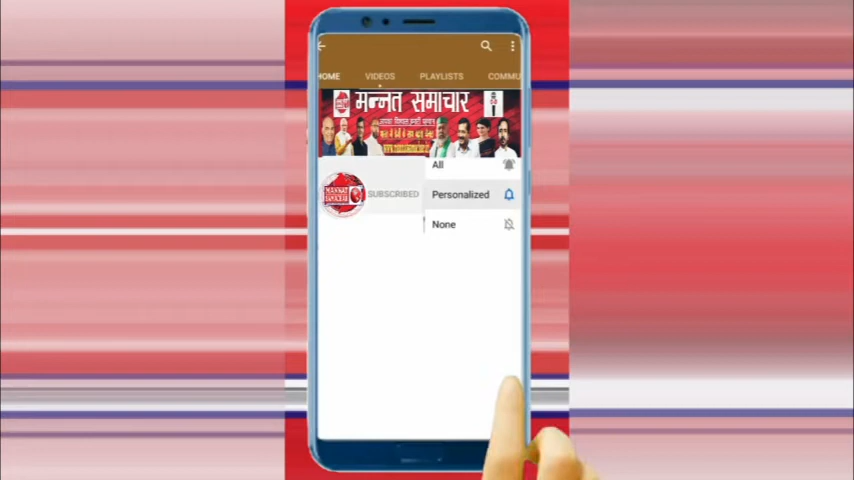 HOME VIDEOS PLAYLISTS COMMU
मन्नत समाचार
All
SUBSCRIBED
Personalized
None